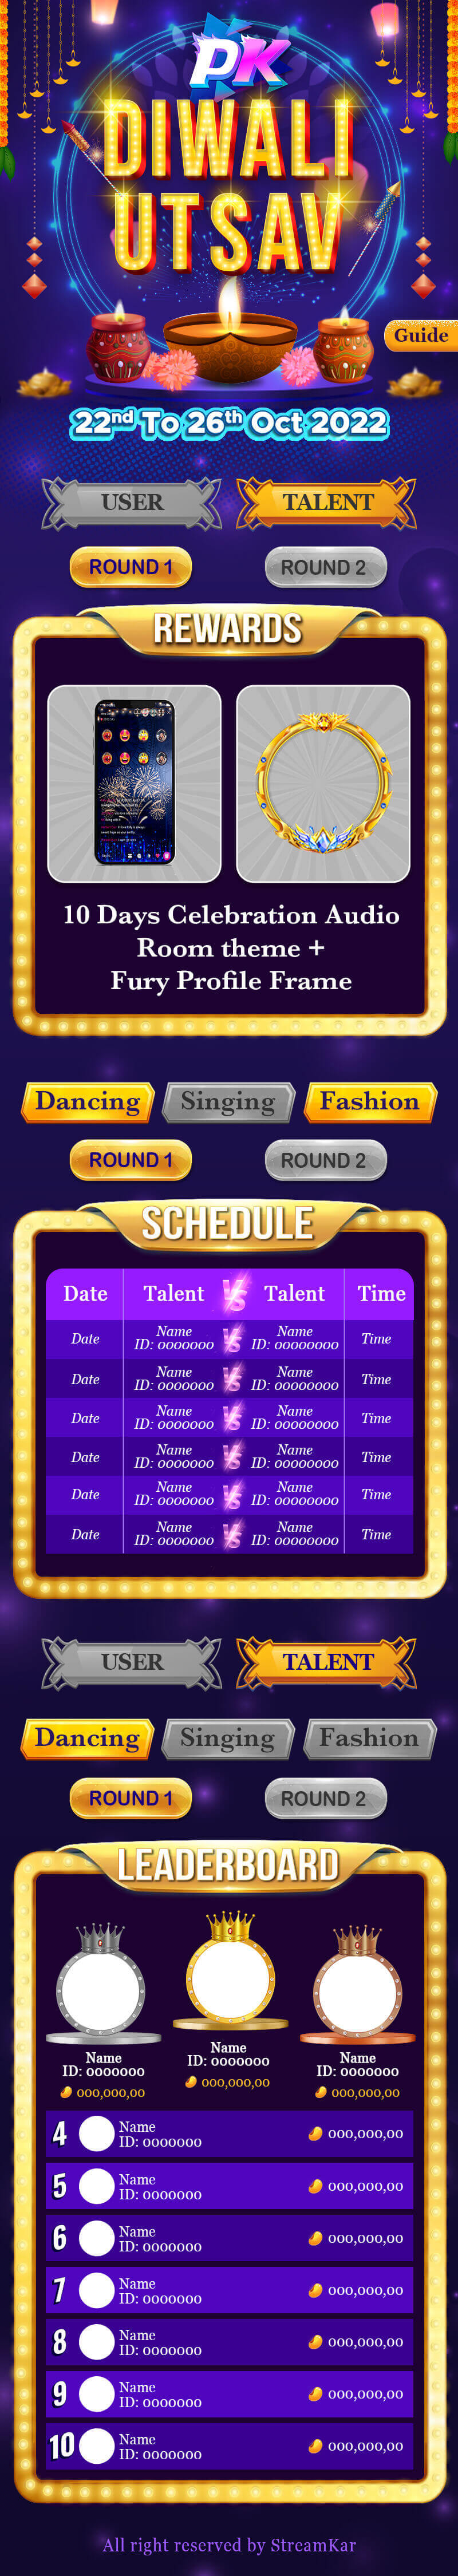 PK
DIWALI
UTSAV
Guide
22nd To 26th Oct 2022
USER TALENT
ROUND 1 ROUND 2
REWARDS
10 Days Celebration Audio
Room theme +
Fury Profile Frame
Dancing Singing Fashion
ROUND 1 ROUND 2
SCHEDULE
Date Talent VS Talent Time
Date Name ID: 0000000 VS Name ID: 00000000 Time
Date Name ID: 0000000 VS Name ID: 00000000 Time
Date Name ID: 0000000 VS Name ID: 00000000 Time
Date Name ID: 0000000 VS Name ID: 00000000 Time
Date Name ID: 0000000 VS Name ID: 00000000 Time
Date Name ID: 0000000 VS Name ID: 00000000 Time
USER TALENT
Dancing Singing Fashion
ROUND 1 ROUND 2
LEADERBOARD
Name
ID: 0000000
000,000,00
Name
ID: 0000000
000,000,00
Name
ID: 0000000
000,000,00
4 Name
ID: 0000000 000,000,00
5 Name
ID: 0000000 000,000,00
6 Name
ID: 0000000 000,000,00
7 Name
ID: 0000000 000,000,00
8 Name
ID: 0000000 000,000,00
9 Name
ID: 0000000 000,000,00
10 Name
ID: 0000000 000,000,00
All right reserved by StreamKar